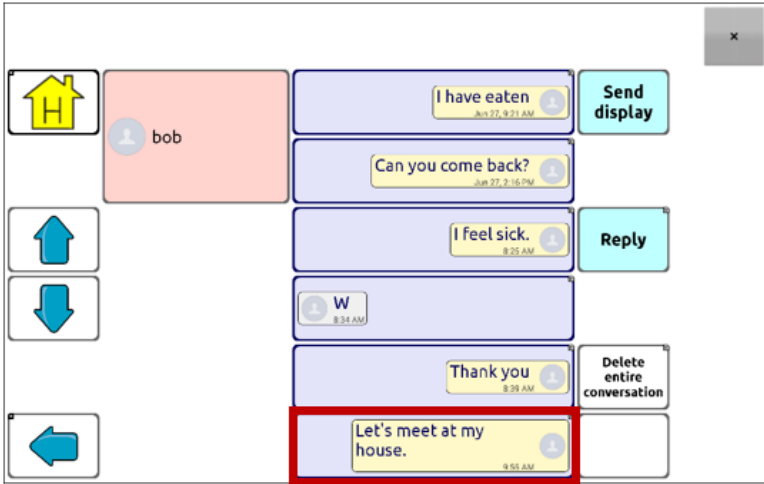 ×
H
bob
I have eaten
Jun 27, 9:21 AM
Send
display
Can you come back?
Jun 27, 2:16 PM
I feel sick.
8:25 AM
Reply
W
8:34 AM
Thank you
8:39 AM
Delete
entire
conversation
Let's meet at my
house.
9:55 AM